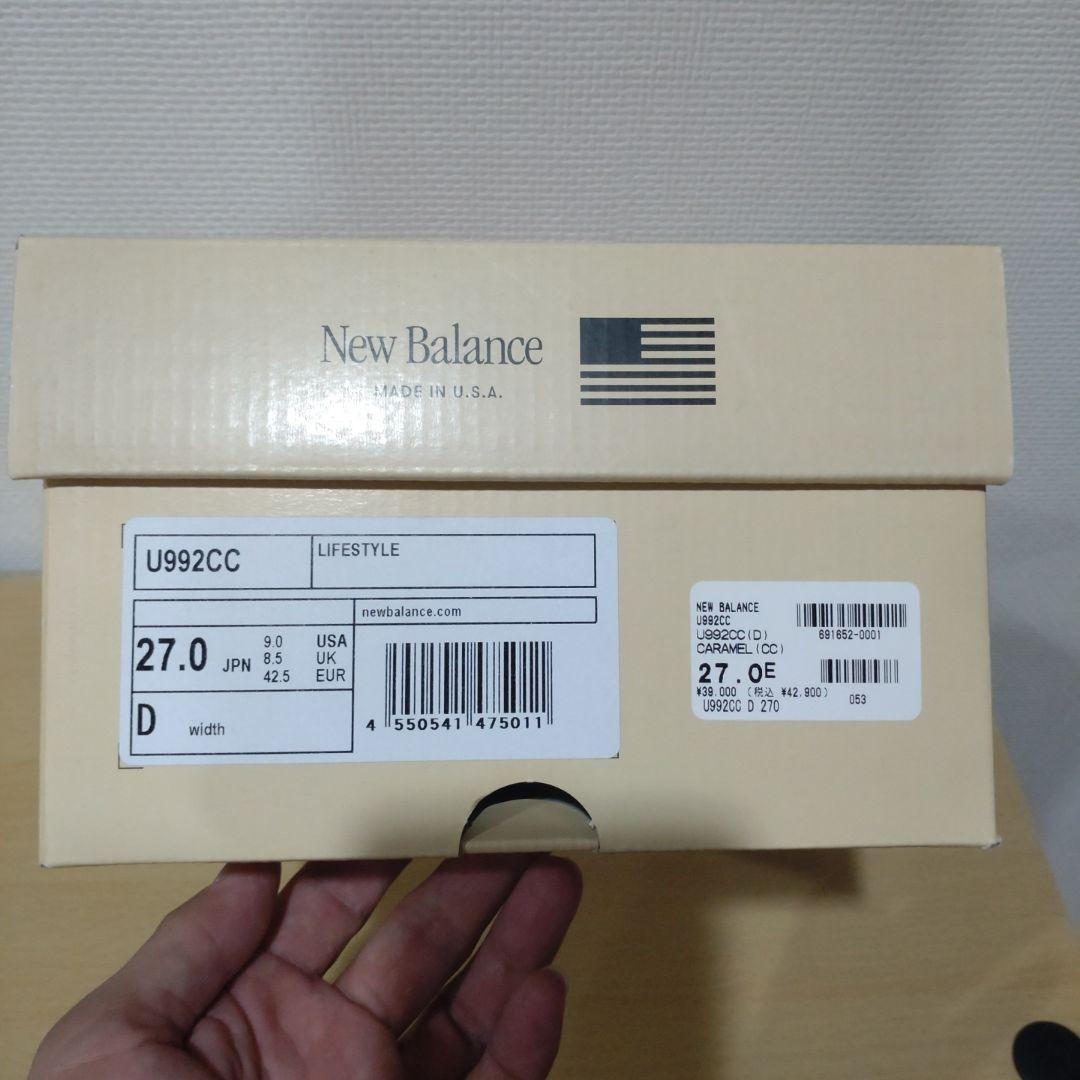 New Balance
MADE IN U.S.A.
U992CC
LIFESTYLE
newbalance.com
27.0 JPN
9.0 USA
8.5 UK
42.5 EUR
D width
4 550541 475011
NEW BALANCE
U992CC
U992CC(D)
691652-0001
CARAMEL(CC)
27.0E
¥39.000 (税込 ¥42,900)
053
U992CC D 270